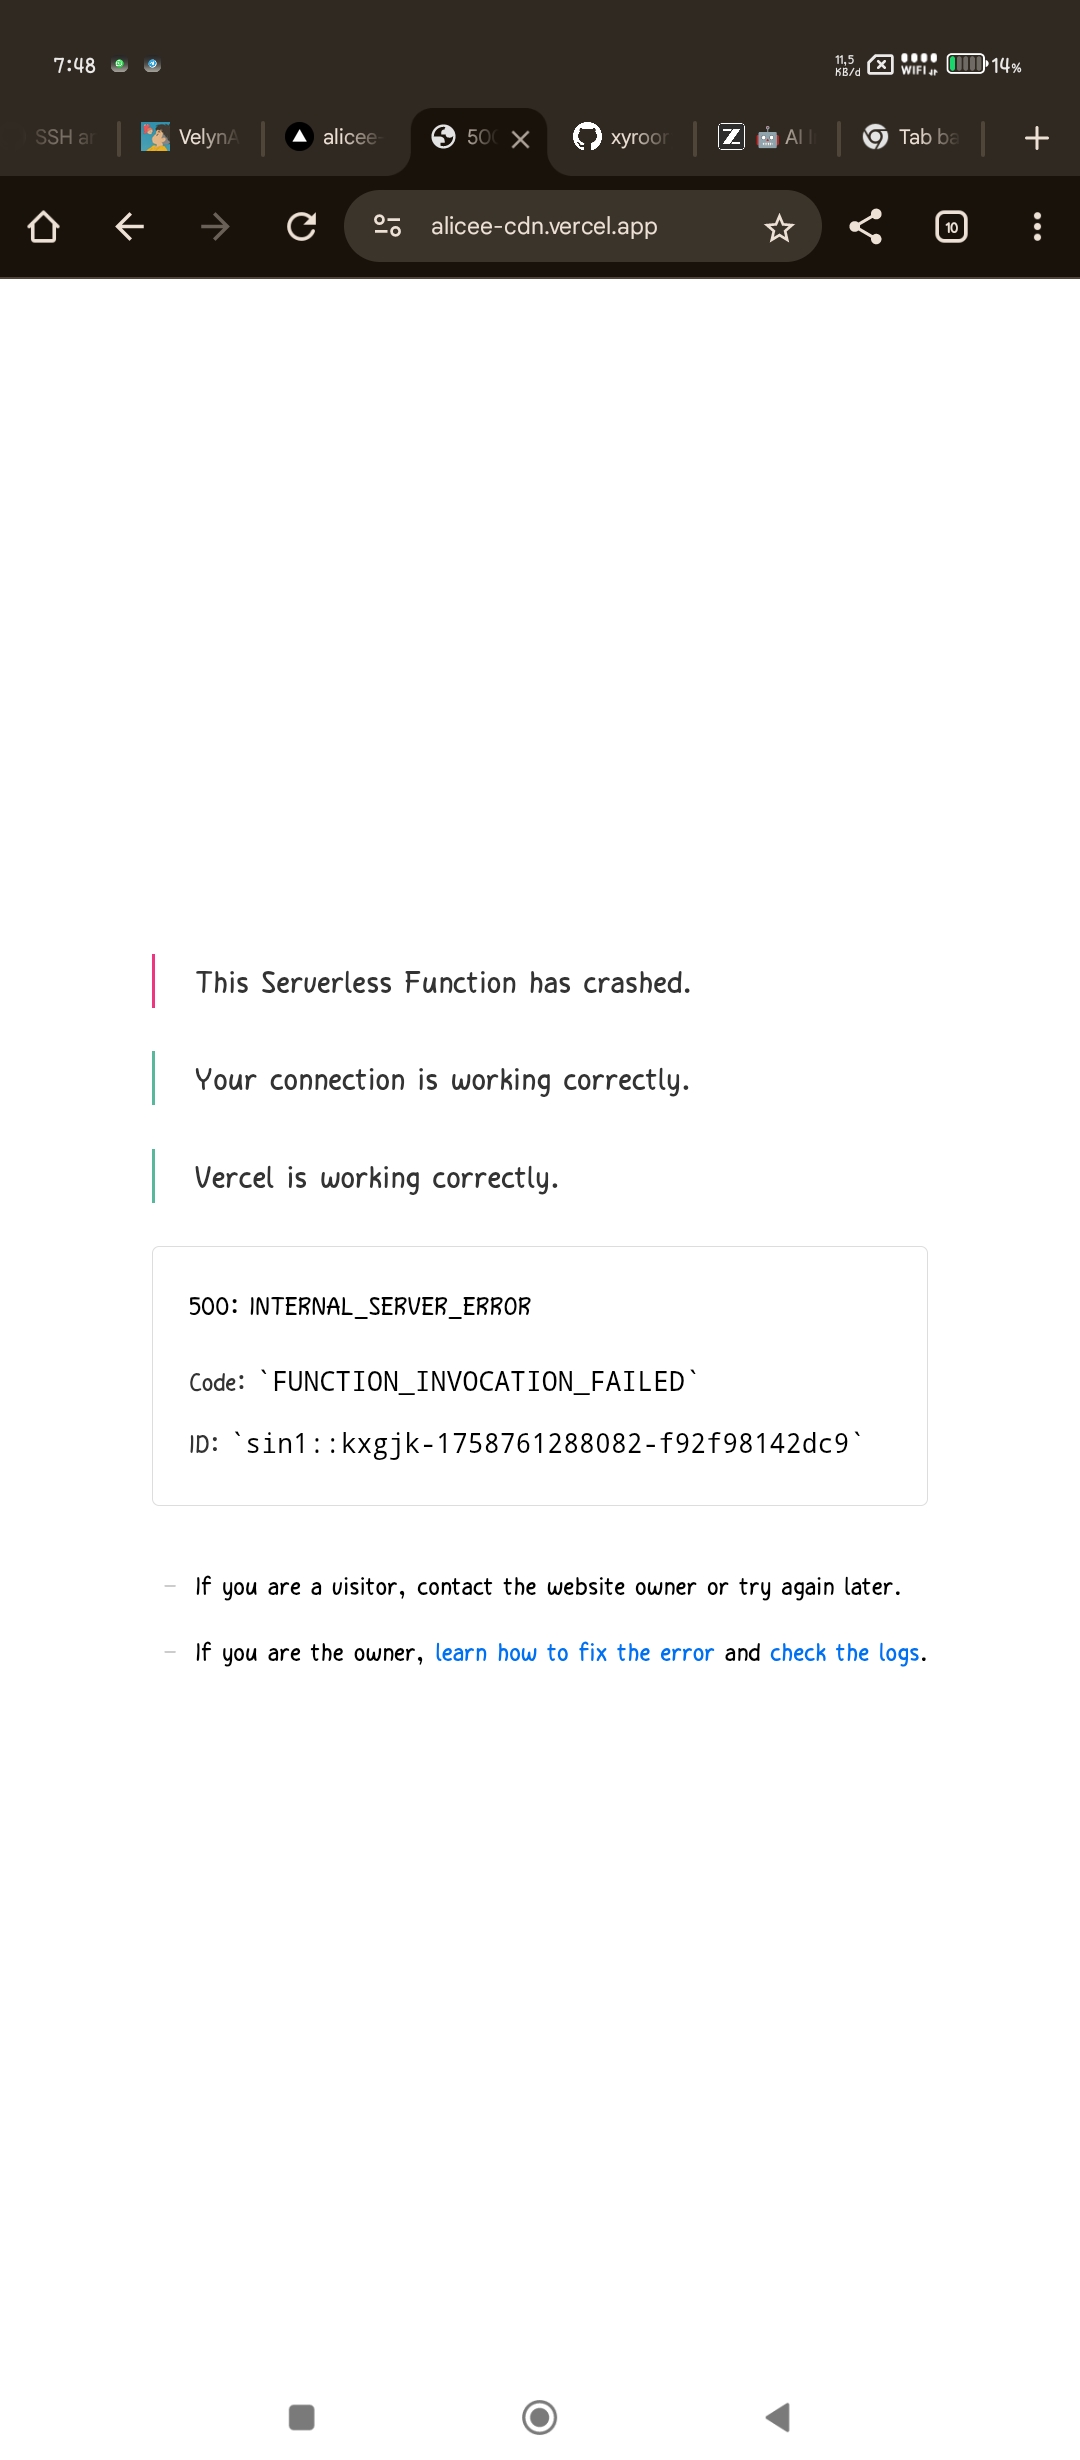 7:48
11,5
KB/d
WIFI
14%
SSH
VelynA
alicee-
500
xyroor
Z
AI
Tab ba
alicee-cdn.vercel.app
10
This Serverless Function has crashed.
Your connection is working correctly.
Vercel is working correctly.
500: INTERNAL_SERVER_ERROR
Code: `FUNCTION_INVOCATION_FAILED`
ID: `sin1::kxgjk-1758761288082-f92f98142dc9`
If you are a visitor, contact the website owner or try again later.
If you are the owner, learn how to fix the error and check the logs.